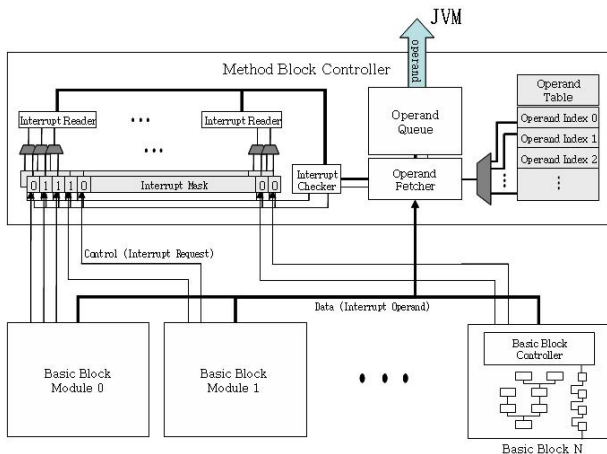 JVM
operand
Method Block Controller
Interrupt Reader
Interrupt Reader
Operand
Queue
Operand
Table
Operand Index 0
Operand Index 1
Operand Index 2
Interrupt
Checker
Operand
Fetcher
0 1 1 1 0 Interrupt Mask 0 0
Control (Interrupt Request)
Data (Interrupt Operand)
Basic Block
Module 0
Basic Block
Module 1
Basic Block
Controller
Basic Block N